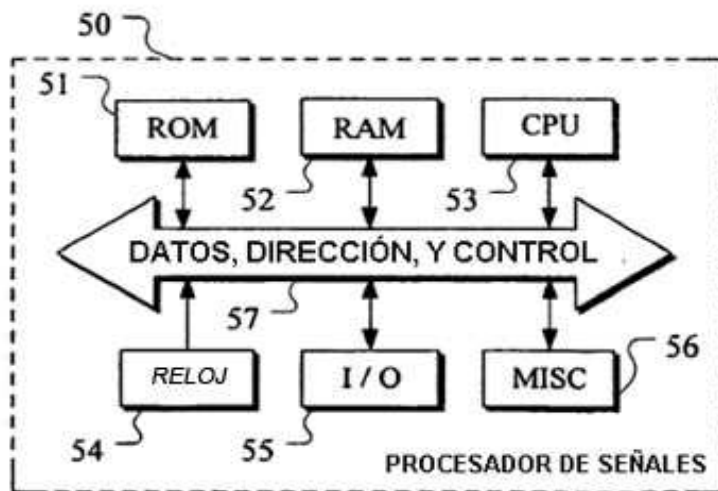 50
51
ROM
RAM
CPU
52
53
DATOS, DIRECCIÓN, Y CONTROL
57
RELOJ
I / O
MISC
56
54
55
PROCESADOR DE SEÑALES